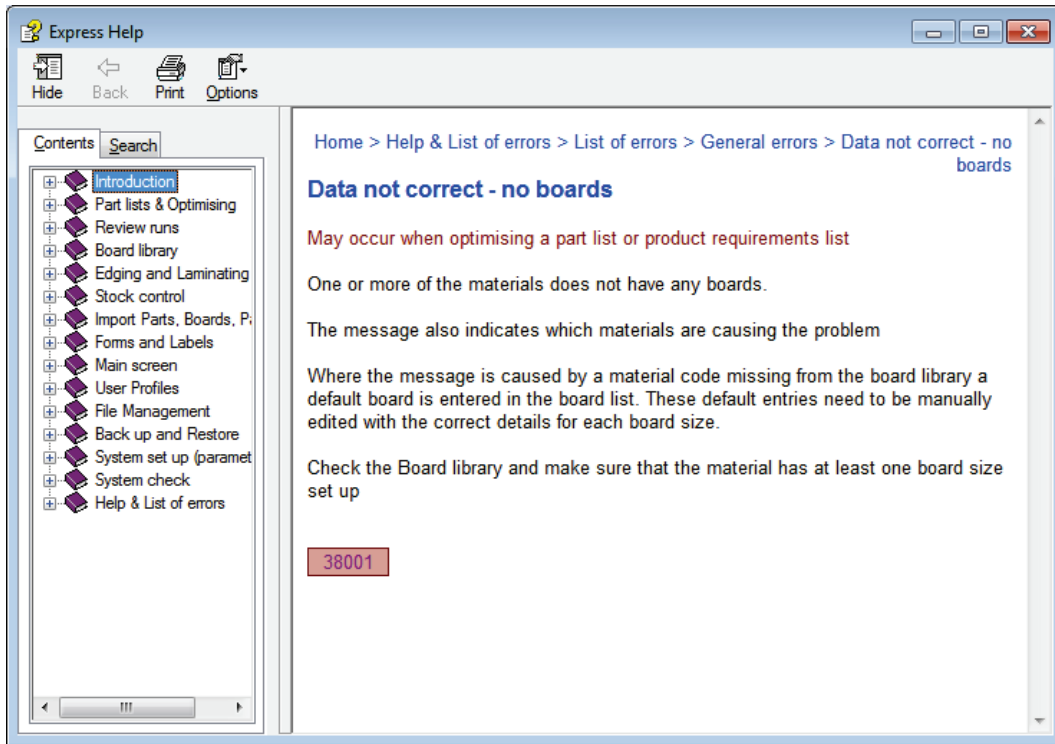 Express Help
Hide Back Print Options
Contents Search
Introduction
Part lists & Optimising
Review runs
Board library
Edging and Laminating
Stock control
Import Parts, Boards, Pa
Forms and Labels
Main screen
User Profiles
File Management
Back up and Restore
System set up (paramet
System check
Help & List of errors
Home > Help & List of errors > List of errors > General errors > Data not correct - no
boards
Data not correct - no boards
May occur when optimising a part list or product requirements list
One or more of the materials does not have any boards.
The message also indicates which materials are causing the problem
Where the message is caused by a material code missing from the board library a
default board is entered in the board list. These default entries need to be manually
edited with the correct details for each board size.
Check the Board library and make sure that the material has at least one board size
set up
38001